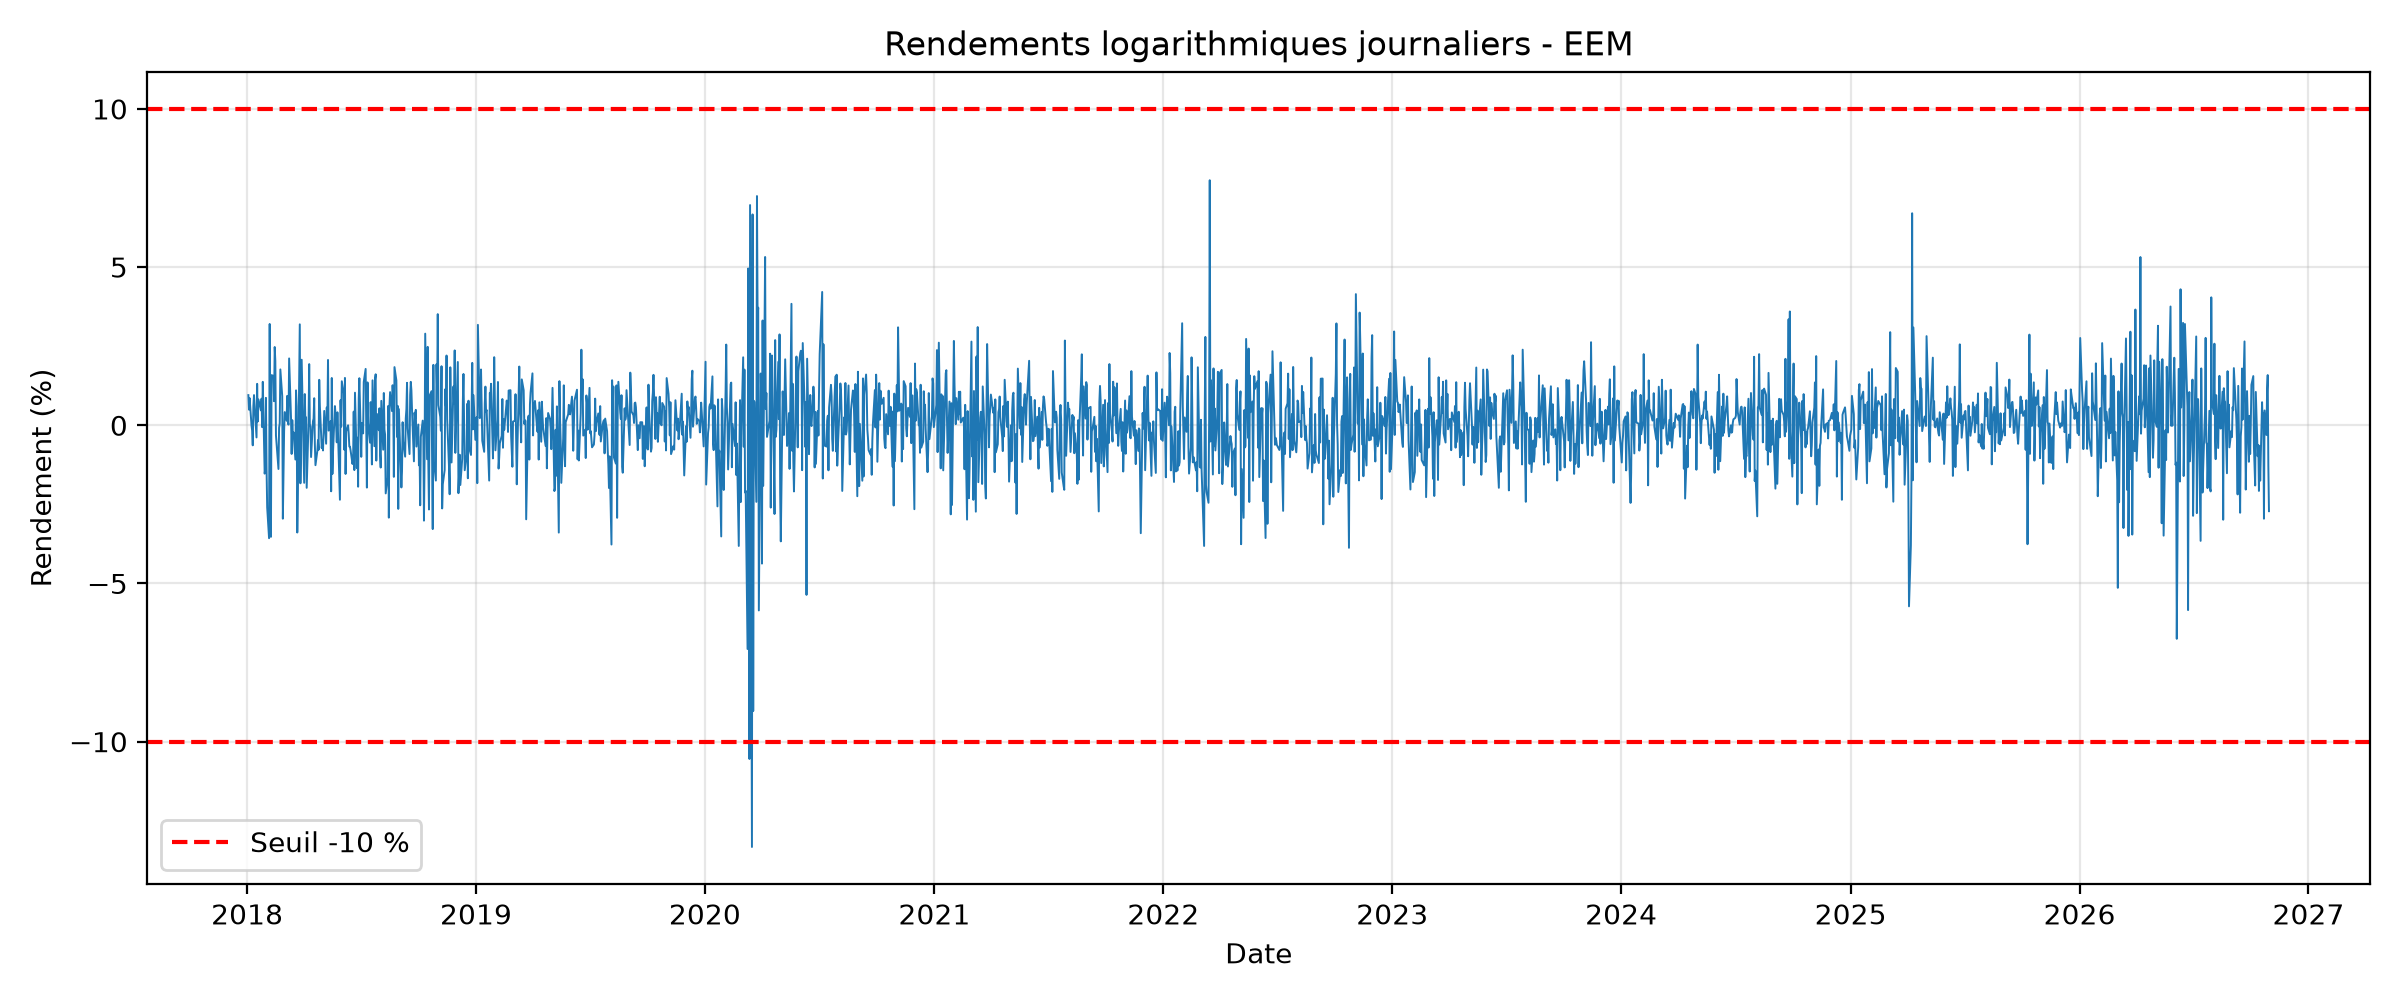 Rendements logarithmiques journaliers - EEM
Rendement (%)
10
5
0
−5
−10
Seuil -10 %
2018 2019 2020 2021 2022 2023 2024 2025 2026 2027
Date